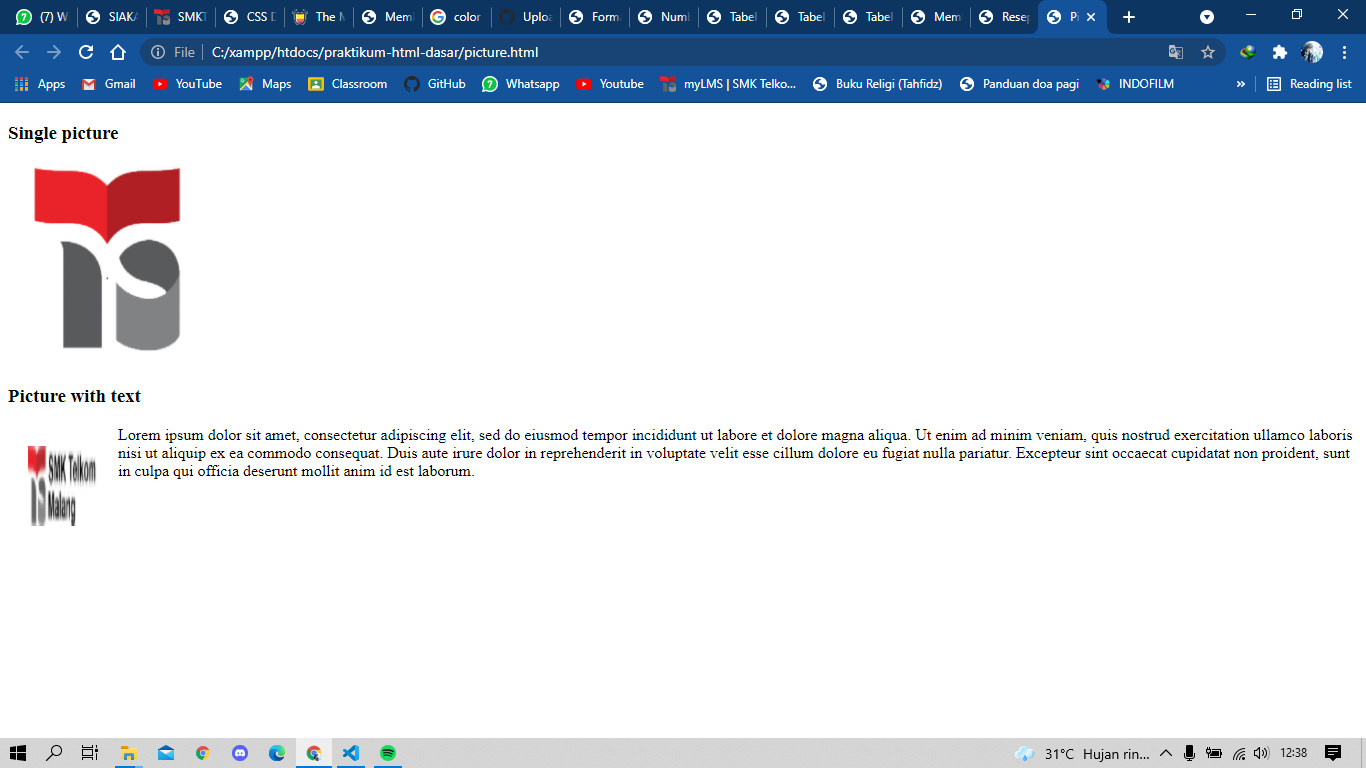 (7) W
SIAKA
SMKT
CSS D
The M
Memb
color
Uploa
Form
Numb
Tabel
Tabel
Tabel
Mem
Resep
Pi
File
C:/xampp/htdocs/praktikum-html-dasar/picture.html
Apps
Gmail
YouTube
Maps
Classroom
GitHub
Whatsapp
Youtube
myLMS | SMK Telko...
Buku Religi (Tahfidz)
Panduan doa pagi
INDOFILM
»
Reading list
Single picture
Picture with text
SMK Telkom
Malang
Lorem ipsum dolor sit amet, consectetur adipiscing elit, sed do eiusmod tempor incididunt ut labore et dolore magna aliqua. Ut enim ad minim veniam, quis nostrud exercitation ullamco laboris
nisi ut aliquip ex ea commodo consequat. Duis aute irure dolor in reprehenderit in voluptate velit esse cillum dolore eu fugiat nulla pariatur. Excepteur sint occaecat cupidatat non proident, sunt
in culpa qui officia deserunt mollit anim id est laborum.
31°C Hujan rin...
12:38